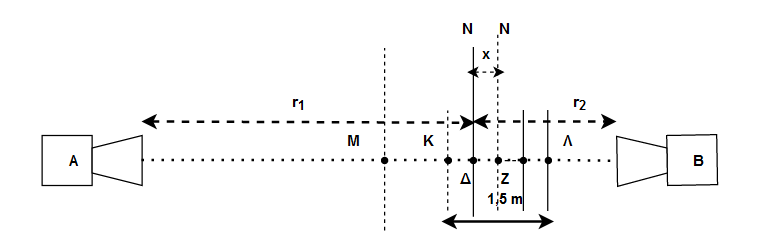 N N
x
r1 r2
M K Λ
A B
Δ Z
1,5 m